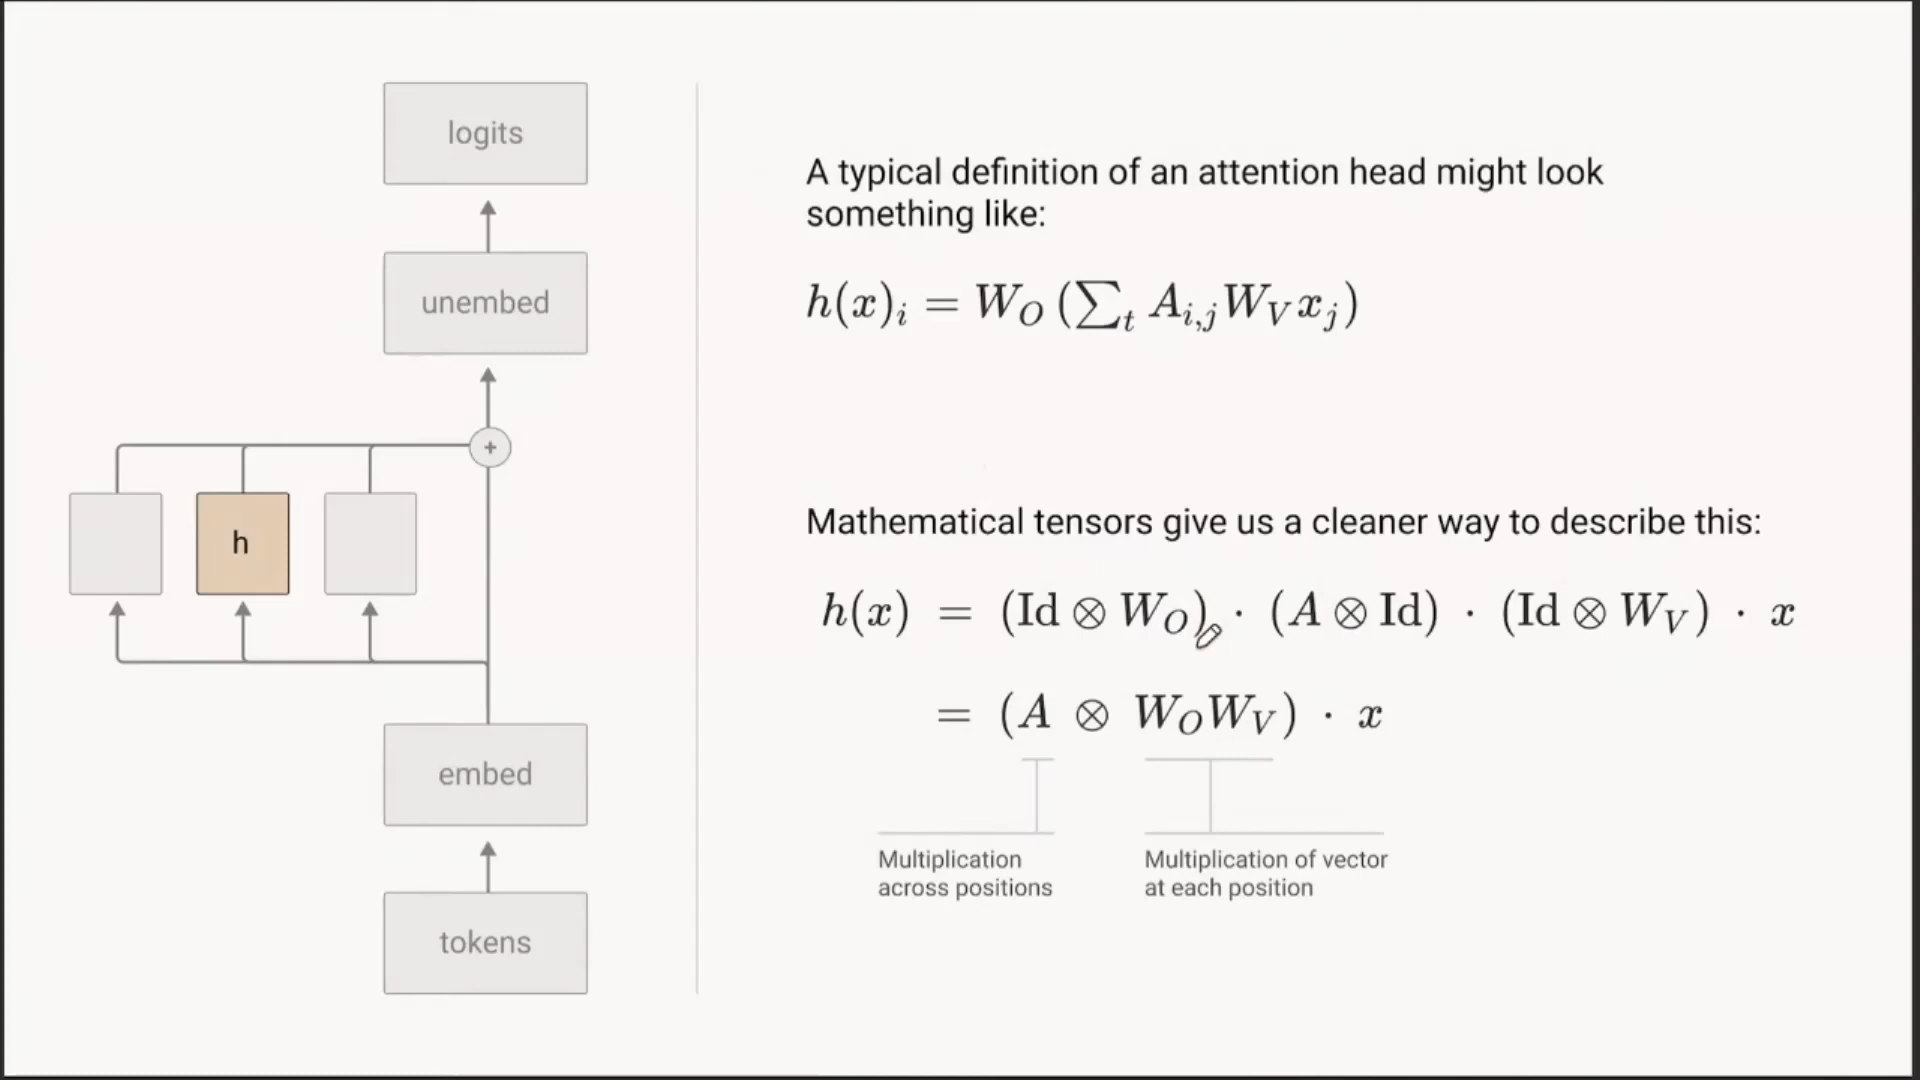 logits
unembed
+
h
embed
tokens
A typical definition of an attention head might look
something like:
h(x)_i = W_O (∑_t A_{i,j} W_V x_j)
Mathematical tensors give us a cleaner way to describe this:
h(x) = (Id ⊗ W_O) · (A ⊗ Id) · (Id ⊗ W_V) · x
= (A ⊗ W_O W_V) · x
Multiplication
across positions
Multiplication of vector
at each position